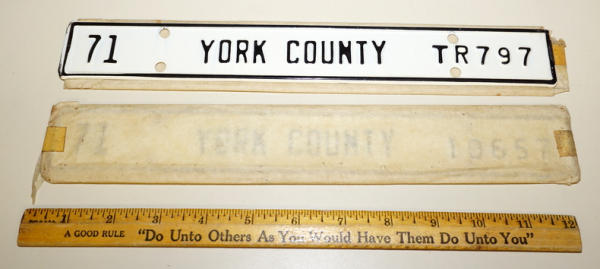 71 YORK COUNTY TR797
71 YORK COUNTY
1 2 3 4 5 6 7 8 9 10 11 12
A GOOD RULE "Do Unto Others As You Would Have Them Do Unto You"